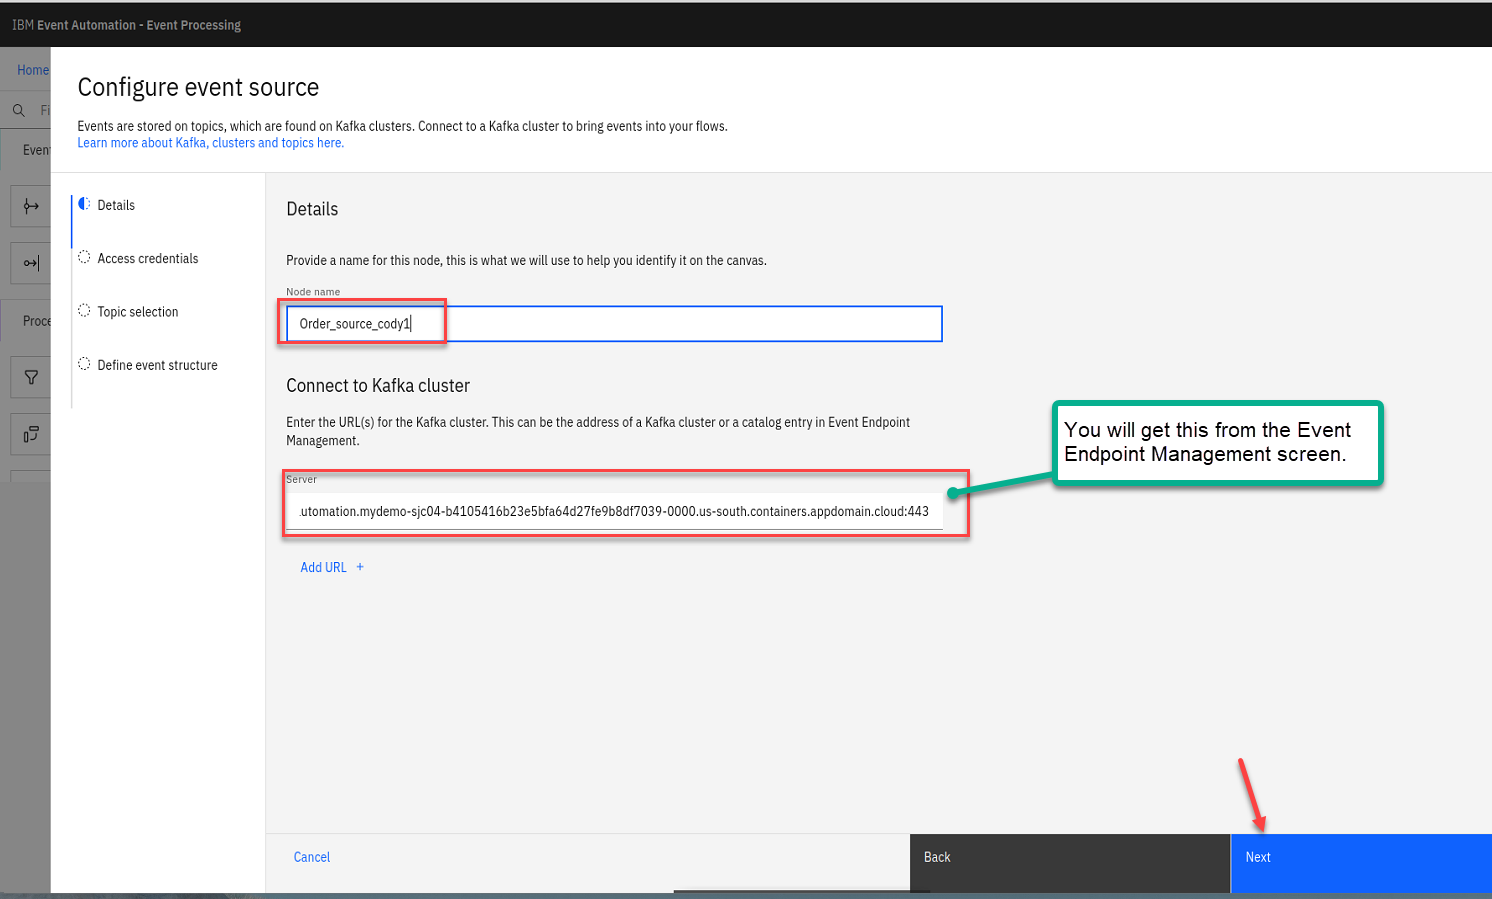 IBM Event Automation - Event Processing
Home
Configure event source
Events are stored on topics, which are found on Kafka clusters. Connect to a Kafka cluster to bring events into your flows.
Learn more about Kafka, clusters and topics here.
Details
Access credentials
Topic selection
Define event structure
Details
Provide a name for this node, this is what we will use to help you identify it on the canvas.
Node name
Order_source_cody1
Connect to Kafka cluster
Enter the URL(s) for the Kafka cluster. This can be the address of a Kafka cluster or a catalog entry in Event Endpoint
Management.
Server
utomation.mydemo-sjc04-b4105416b23e5bfa64d27fe9b8df7039-0000.us-south.containers.appdomain.cloud:443
Add URL +
You will get this from the Event
Endpoint Management screen.
Cancel
Back
Next